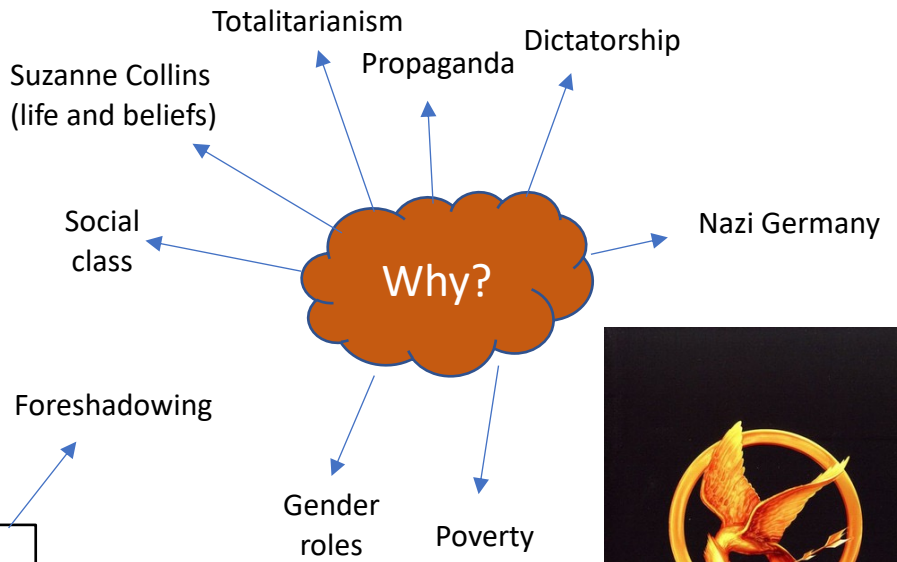 Totalitarianism
Dictatorship
Propaganda
Suzanne Collins
(life and beliefs)
Social
class
Nazi Germany
Why?
Foreshadowing
Gender
roles
Poverty